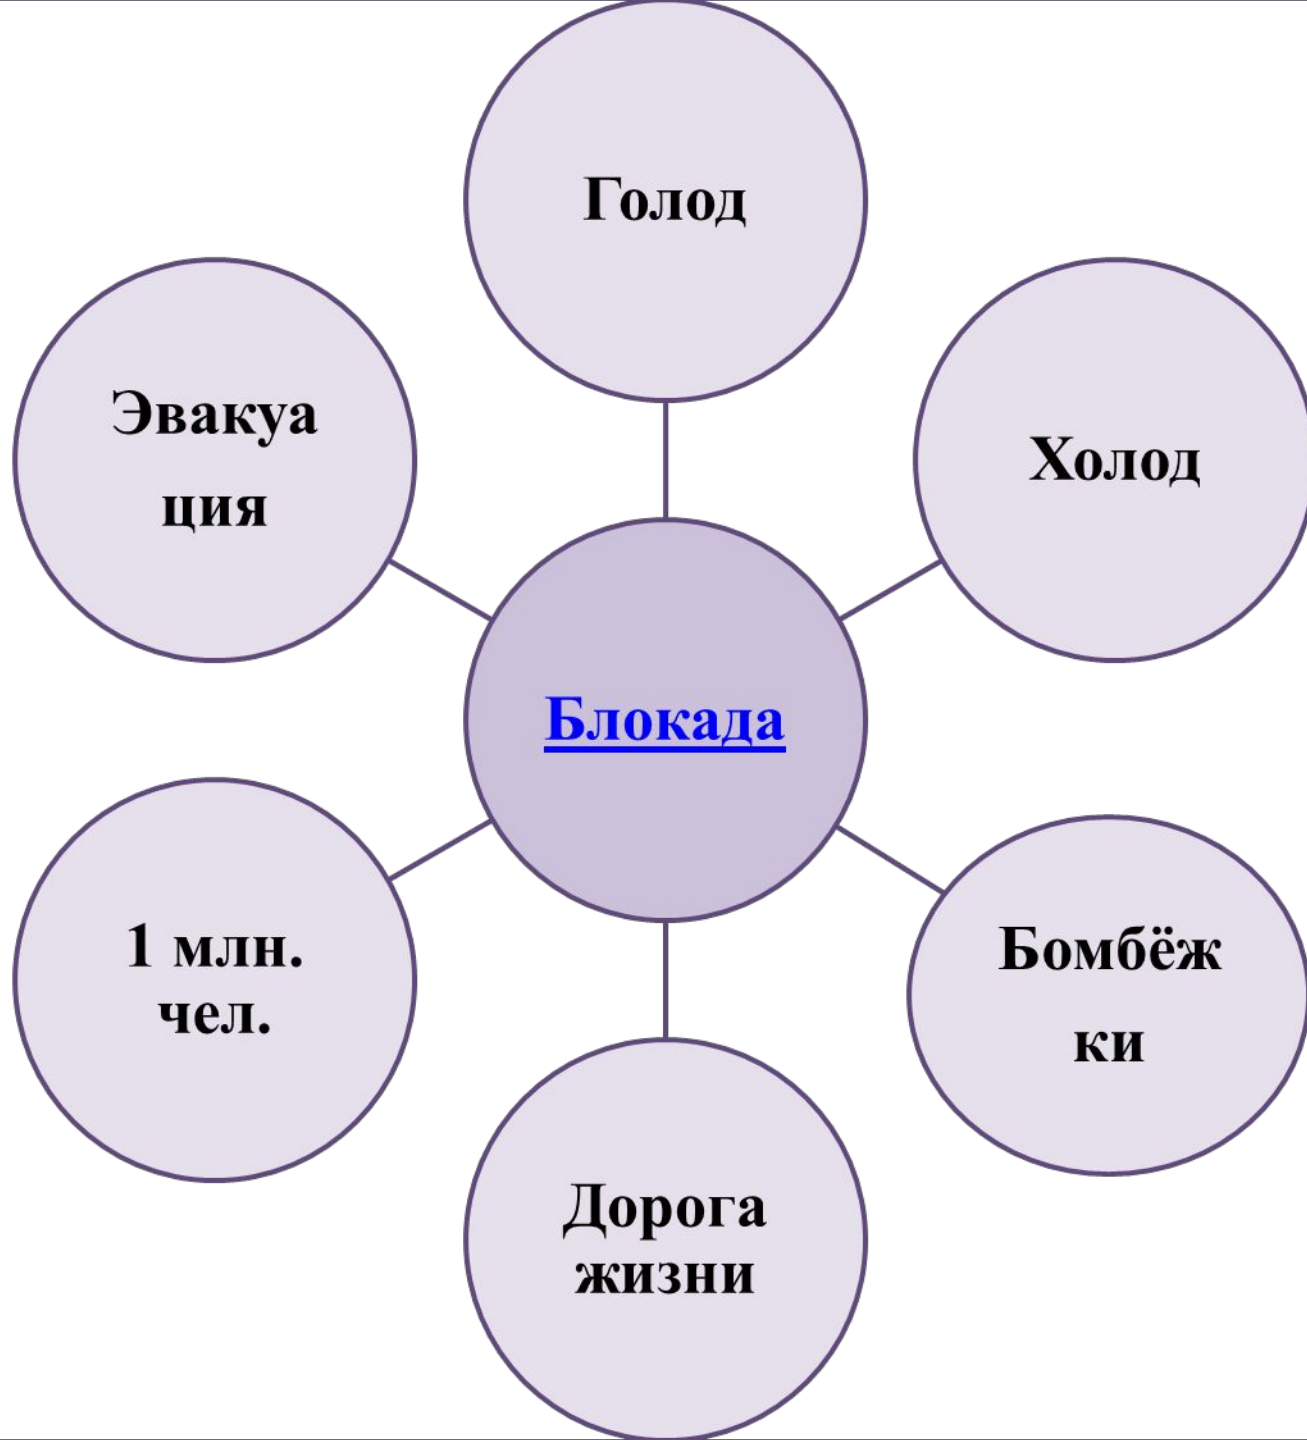 Голод
Эвакуа
ция
Холод
Блокада
1 млн.
чел.
Бомбёж
ки
Дорога
жизни